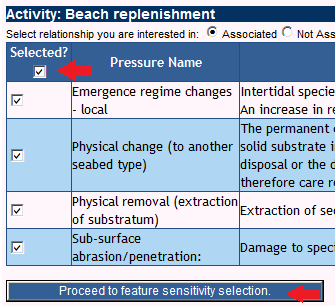 Activity: Beach replenishment
Select relationship you are interested in: Associated Not Ass
Selected? Pressure Name
Emergence regime changes - local
Intertidal specie
An increase in re
Physical change (to another seabed type)
The permanent
solid substrate i
disposal or the d
therefore care re
Physical removal (extraction of substratum)
Extraction of sec
Sub-surface abrasion/penetration:
Damage to spec
Proceed to feature sensitivity selection.